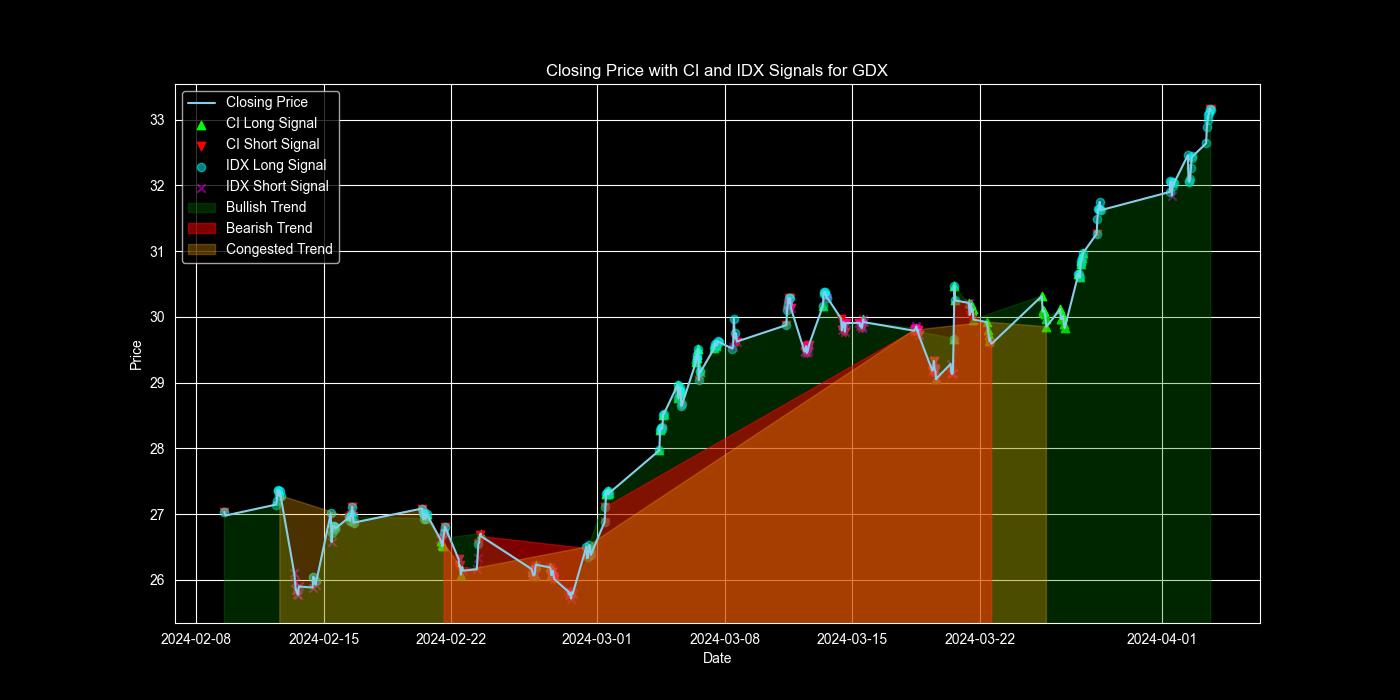 Closing Price with CI and IDX Signals for GDX
Closing Price
CI Long Signal
CI Short Signal
IDX Long Signal
IDX Short Signal
Bullish Trend
Bearish Trend
Congested Trend
Price
33
32
31
30
29
28
27
26
2024-02-08
2024-02-15
2024-02-22
2024-03-01
2024-03-08
2024-03-15
2024-03-22
2024-04-01
Date